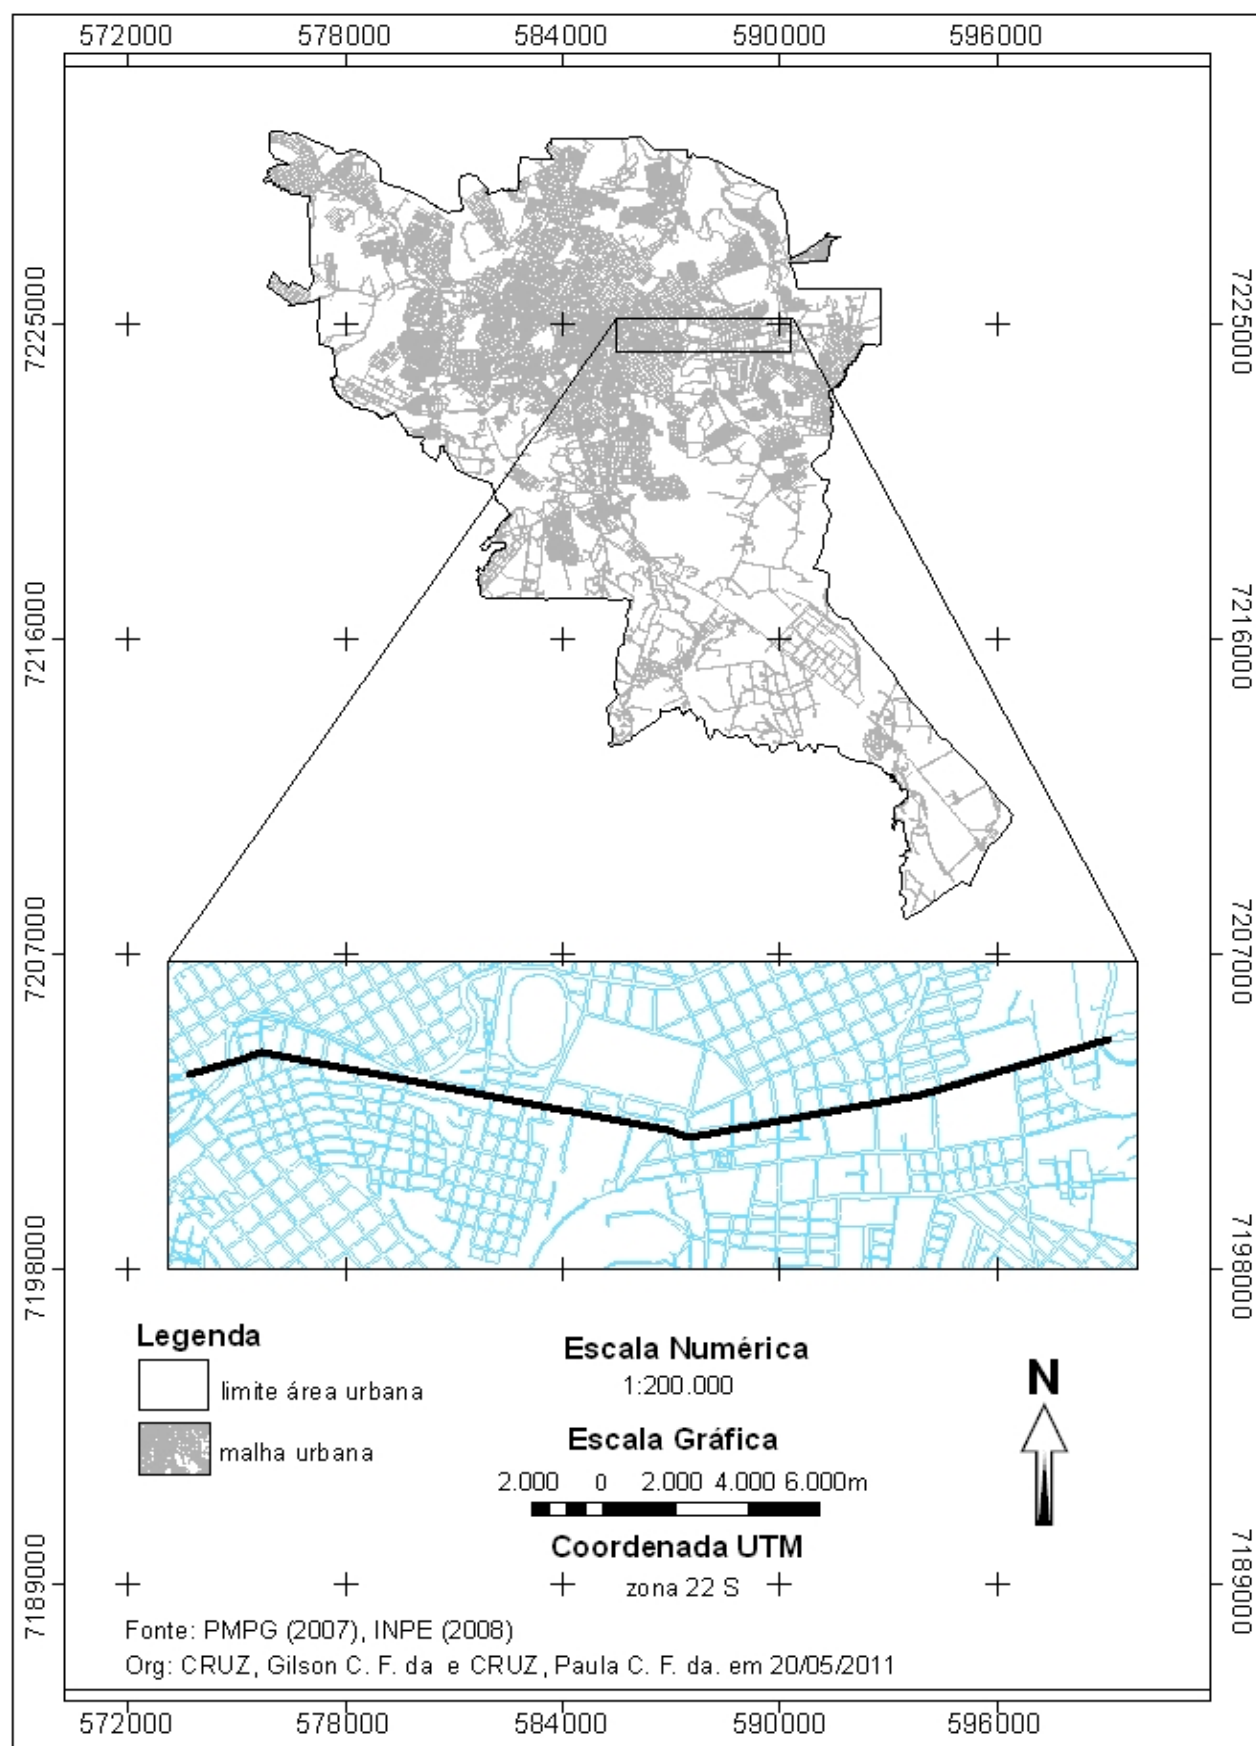 572000 578000 584000 590000 596000
7225000 7225000
7216000 7216000
7207000 7207000
7198000 7198000
Legenda
limite área urbana
malha urbana
Escala Numérica
1:200.000
Escala Gráfica
2.000 0 2.000 4.000 6.000m
Coordenada UTM
zona 22 S
N
7189000 7189000
Fonte: PMPG (2007), INPE (2008)
Org: CRUZ, Gilson C. F. da e CRUZ, Paula C. F. da. em 20/05/2011
572000 578000 584000 590000 596000